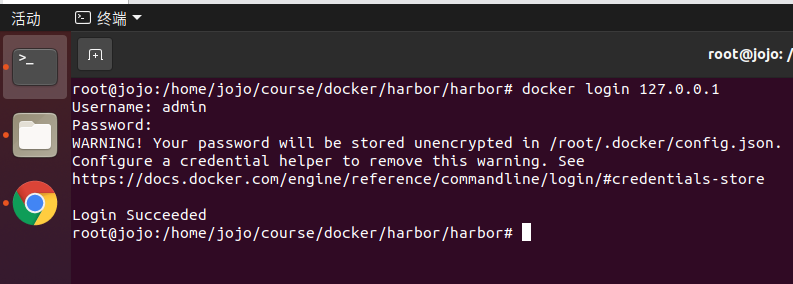 活动
终端
root@jojo: /
root@jojo:/home/jojo/course/docker/harbor/harbor# docker login 127.0.0.1
Username: admin
Password:
WARNING! Your password will be stored unencrypted in /root/.docker/config.json.
Configure a credential helper to remove this warning. See
https://docs.docker.com/engine/reference/commandline/login/#credentials-store
Login Succeeded
root@jojo:/home/jojo/course/docker/harbor/harbor#